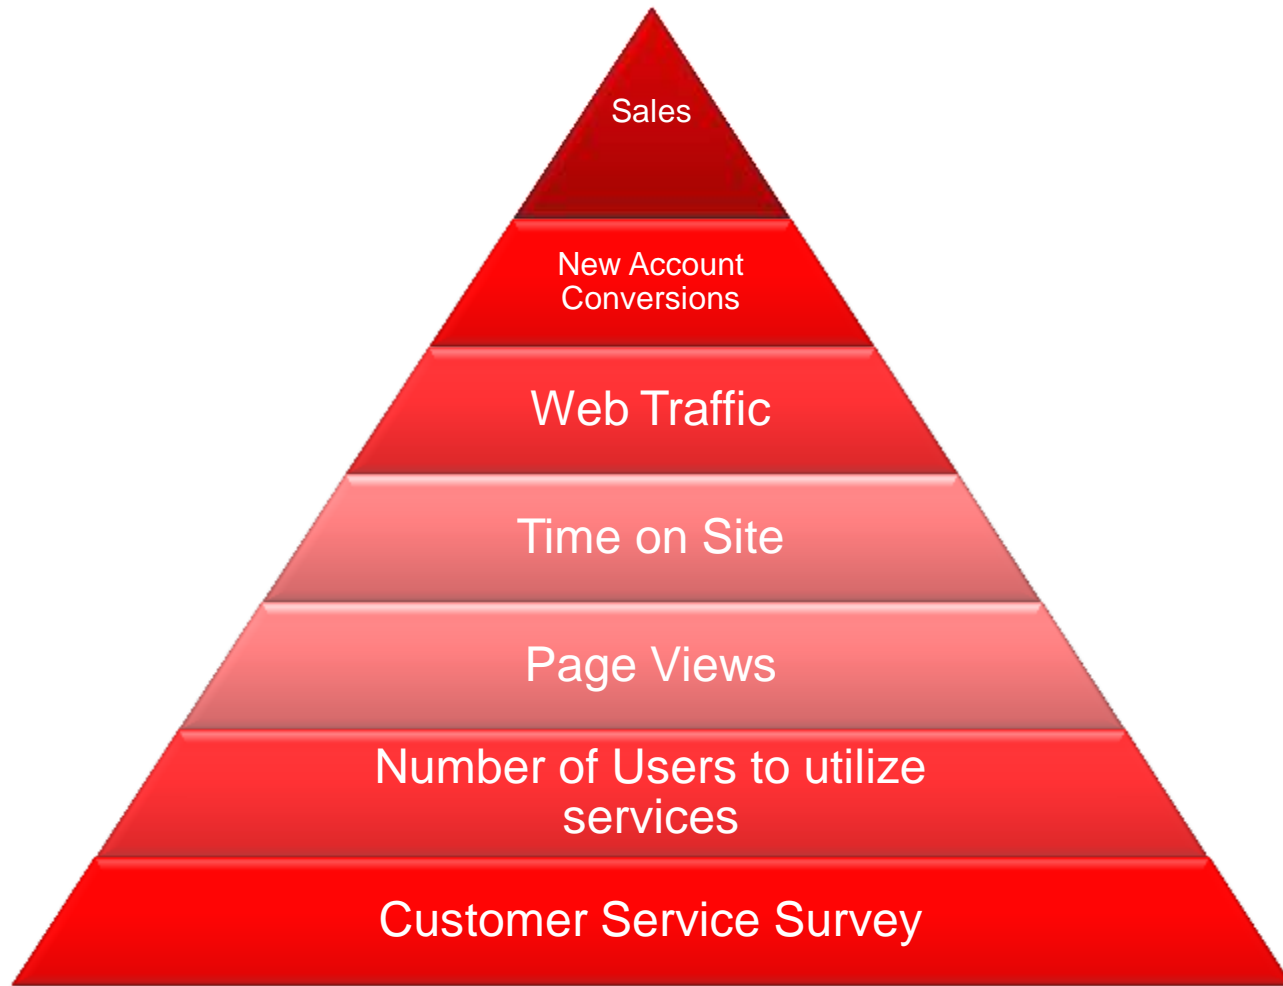 Sales
New Account
Conversions
Web Traffic
Time on Site
Page Views
Number of Users to utilize
services
Customer Service Survey